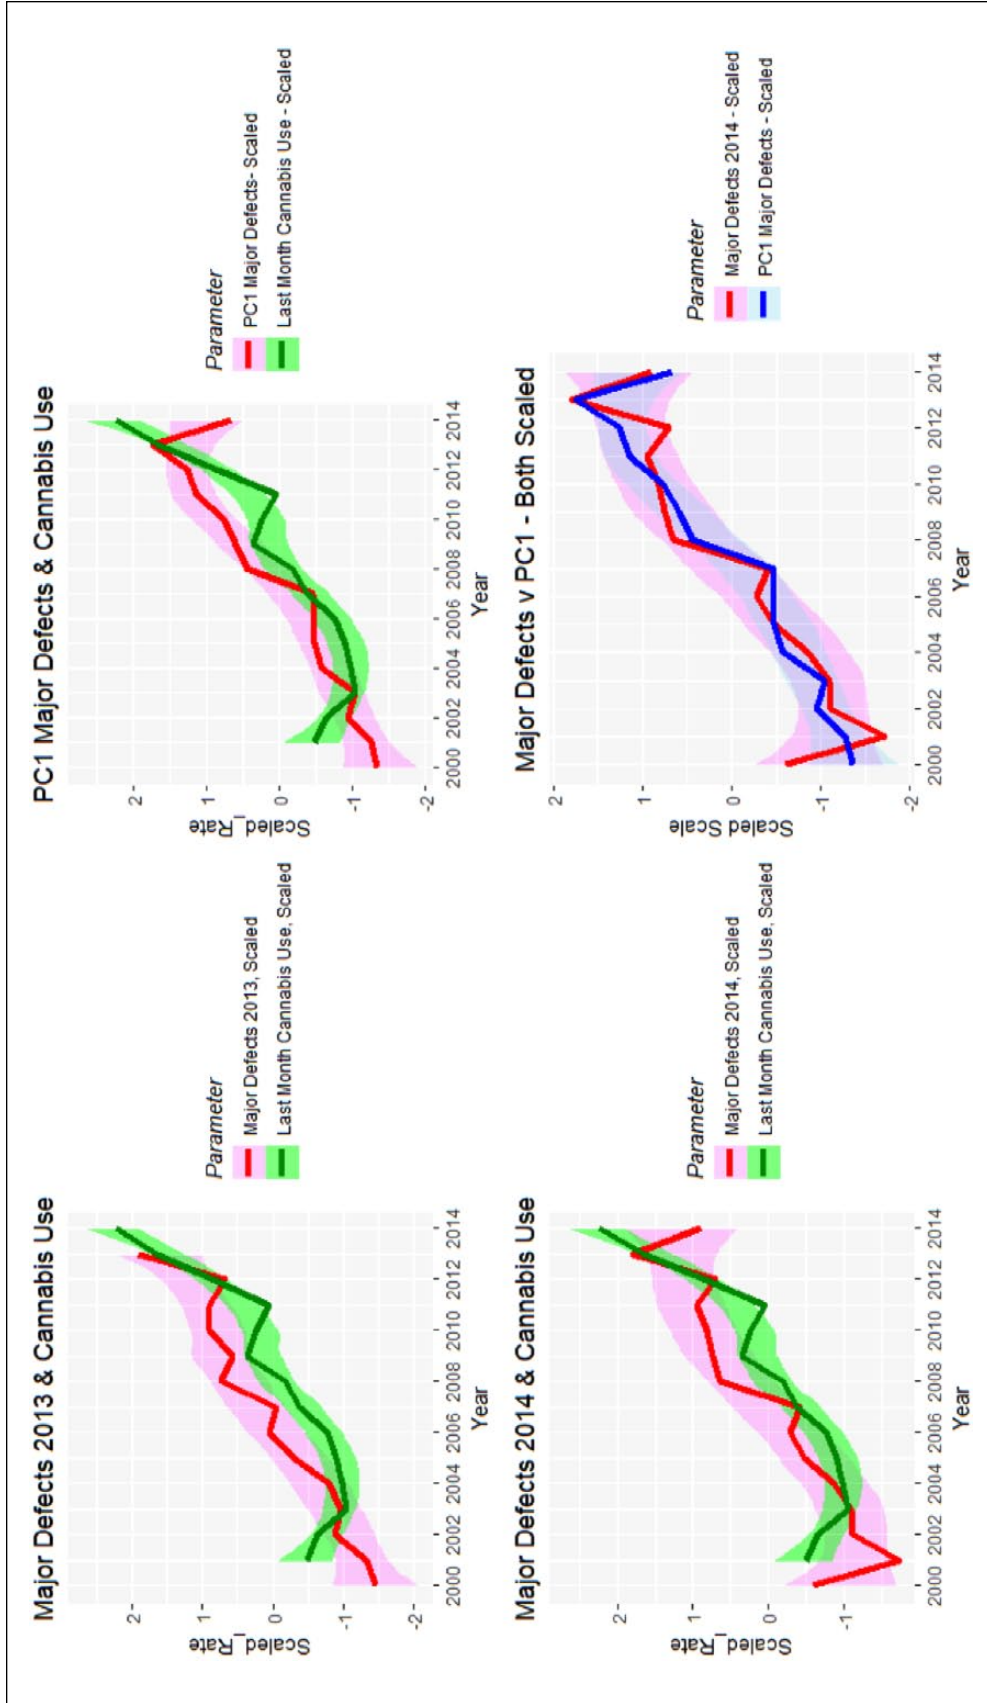 Major Defects 2013 & Cannabis Use
Scaled_Rate
2
1
0
-1
-2
2000 2002 2004 2006 2008 2010 2012 2014
Year
Parameter
Major Defects 2013, Scaled
Last Month Cannabis Use, Scaled
PC1 Major Defects & Cannabis Use
Scaled_Rate
2
1
0
-1
-2
2000 2002 2004 2006 2008 2010 2012 2014
Year
Parameter
PC1 Major Defects- Scaled
Last Month Cannabis Use - Scaled
Major Defects 2014 & Cannabis Use
Scaled_Rate
2
1
0
-1
2000 2002 2004 2006 2008 2010 2012 2014
Year
Parameter
Major Defects 2014, Scaled
Last Month Cannabis Use, Scaled
Major Defects v PC1 - Both Scaled
Scaled Scale
2
1
0
-1
-2
2000 2002 2004 2006 2008 2010 2012 2014
Year
Parameter
Major Defects 2014 - Scaled
PC1 Major Defects - Scaled